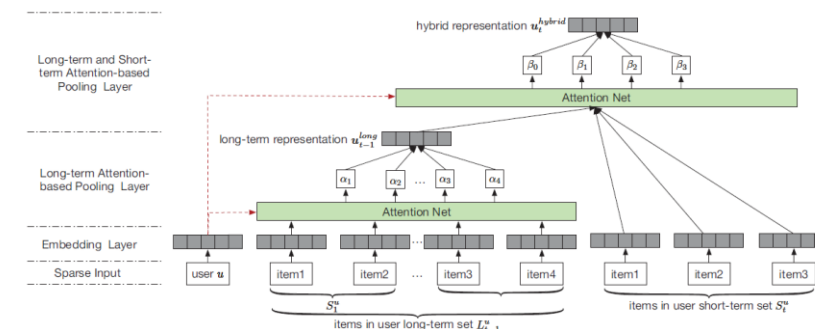 hybrid representation u_t^{hybrid}
Long-term and Short-
term Attention-based
Pooling Layer
β0 β1 β2 β3
Attention Net
long-term representation u_{t-1}^{long}
Long-term Attention-
based Pooling Layer
α1 α2 ... α3 α4
Attention Net
Embedding Layer
...
Sparse Input
user u
item1 item2 ... item3 item4
item1 item2 item3
S_1^u
items in user short-term set S_t^u
items in user long-term set L_{t-1}^u